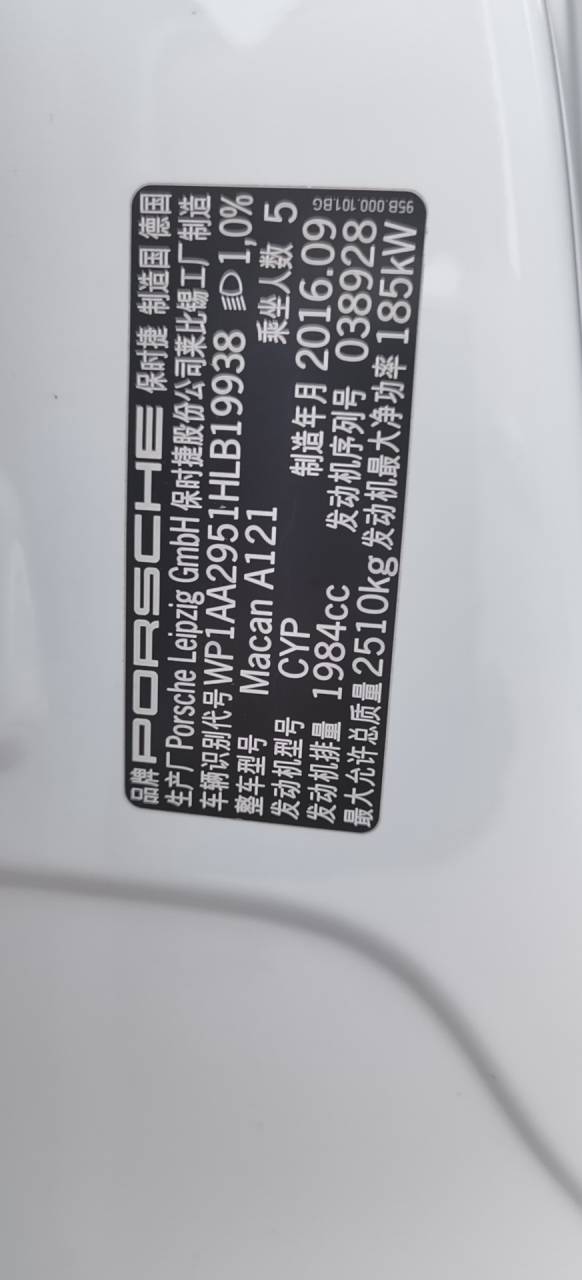 品牌 PORSCHE 保时捷 制造国 德国
生产厂 Porsche Leipzig GmbH 保时捷股份公司莱比锡工厂制造
车辆识别代号 WP1AA2951HLB19938 1,0%
整车型号 Macan A121 乘坐人数 5
发动机型号 CYP 制造年月 2016.09
发动机排量 1984cc 发动机序列号 038928
最大允许总质量 2510kg 发动机最大净功率 185kW
95B.000.101.BG